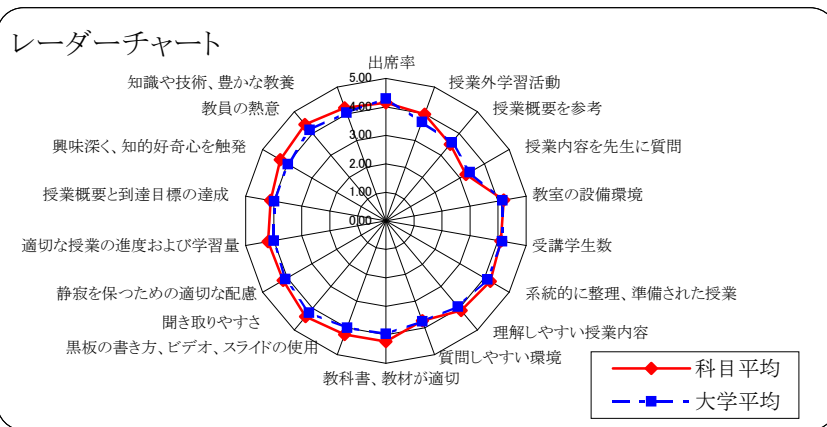 レーダーチャート
出席率
授業外学習活動
授業概要を参考
授業内容を先生に質問
教室の設備環境
受講学生数
系統的に整理、準備された授業
理解しやすい授業内容
質問しやすい環境
教科書、教材が適切
黒板の書き方、ビデオ、スライドの使用
聞き取りやすさ
静寂を保つための適切な配慮
適切な授業の進度および学習量
授業概要と到達目標の達成
興味深く、知的好奇心を触発
教員の熱意
知識や技術、豊かな教養
5.00
4.00
3.00
2.00
1.00
0.00
科目平均
大学平均